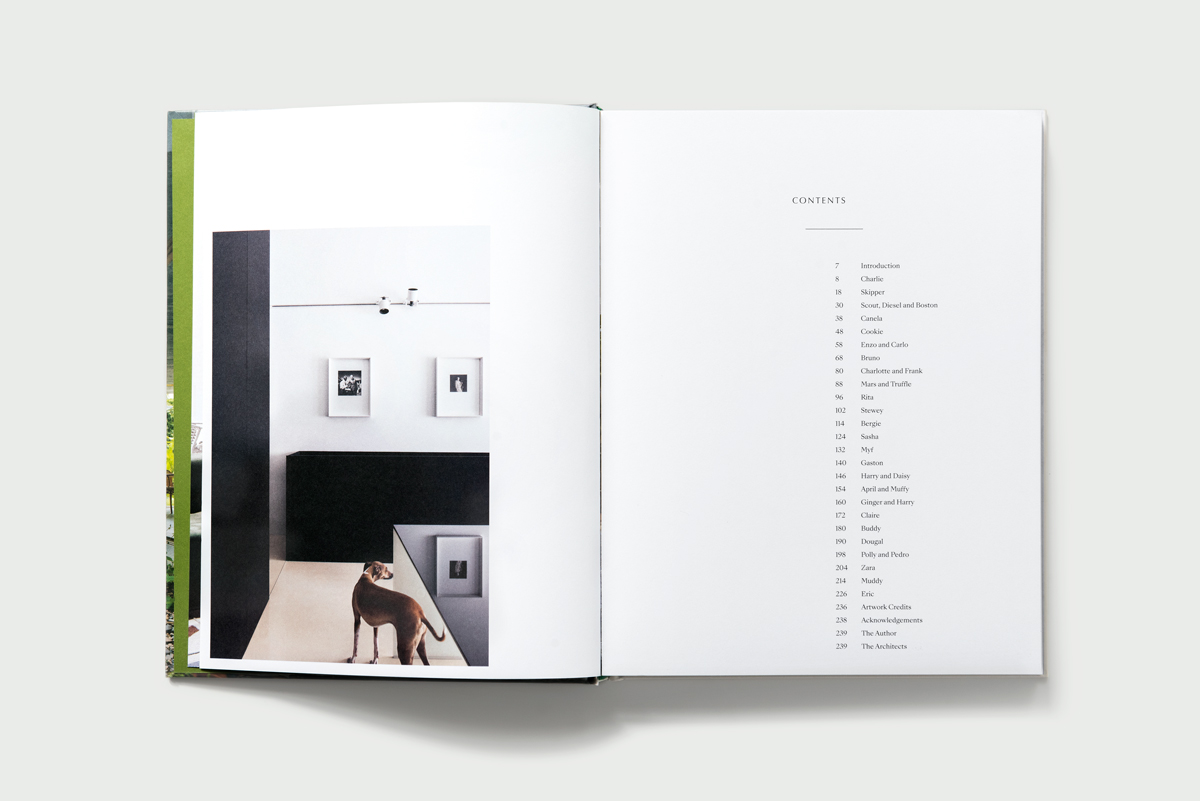 CONTENTS
7 Introduction
8 Charlie
18 Skipper
30 Scout, Diesel and Boston
38 Canela
48 Cookie
58 Enzo and Carlo
68 Bruno
80 Charlotte and Frank
88 Mars and Truffle
96 Rita
102 Stewey
114 Bergie
124 Sasha
132 Myf
140 Gaston
146 Harry and Daisy
154 April and Muffy
160 Ginger and Harry
172 Claire
180 Buddy
190 Dougal
198 Polly and Pedro
204 Zara
214 Muddy
226 Eric
236 Artwork Credits
238 Acknowledgements
239 The Author
239 The Architects